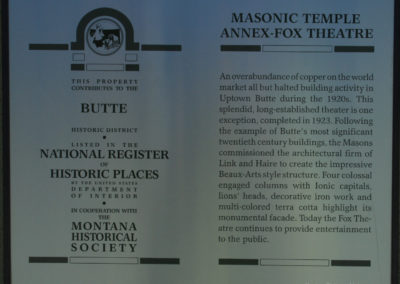 THIS PROPERTY
CONTRIBUTES TO THE
BUTTE
HISTORIC DISTRICT
LISTED IN THE
NATIONAL REGISTER
OF
HISTORIC PLACES
BY THE UNITED STATES
DEPARTMENT
OF INTERIOR
IN COOPERATION WITH
THE
MONTANA
HISTORICAL
SOCIETY
MASONIC TEMPLE
ANNEX-FOX THEATRE
An overabundance of copper on the world
market all but halted building activity in
Uptown Butte during the 1920s. This
splendid, long-established theater is one
exception, completed in 1923. Following
the example of Butte's most significant
twentieth century buildings, the Masons
commissioned the architectural firm of
Link and Haire to create the impressive
Beaux-Arts style structure. Four colossal
engaged columns with Ionic capitals,
lions' heads, decorative iron work and
multi-colored terra cotta highlight its
monumental facade. Today the Fox The-
atre continues to provide entertainment
to the public.